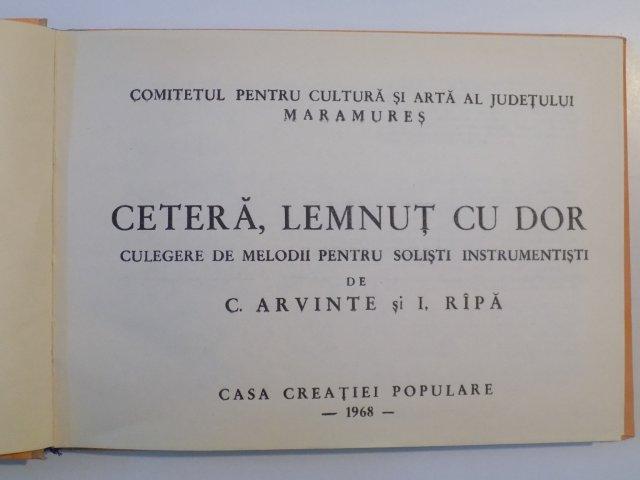 COMITETUL PENTRU CULTURĂ ȘI ARTĂ AL JUDEȚULUI
MARAMUREȘ
CETERĂ, LEMNUȚ CU DOR
CULEGERE DE MELODII PENTRU SOLIȘTI INSTRUMENTIȘTI
DE
C. ARVINTE și I. RÎPĂ
CASA CREAȚIEI POPULARE
— 1968 —